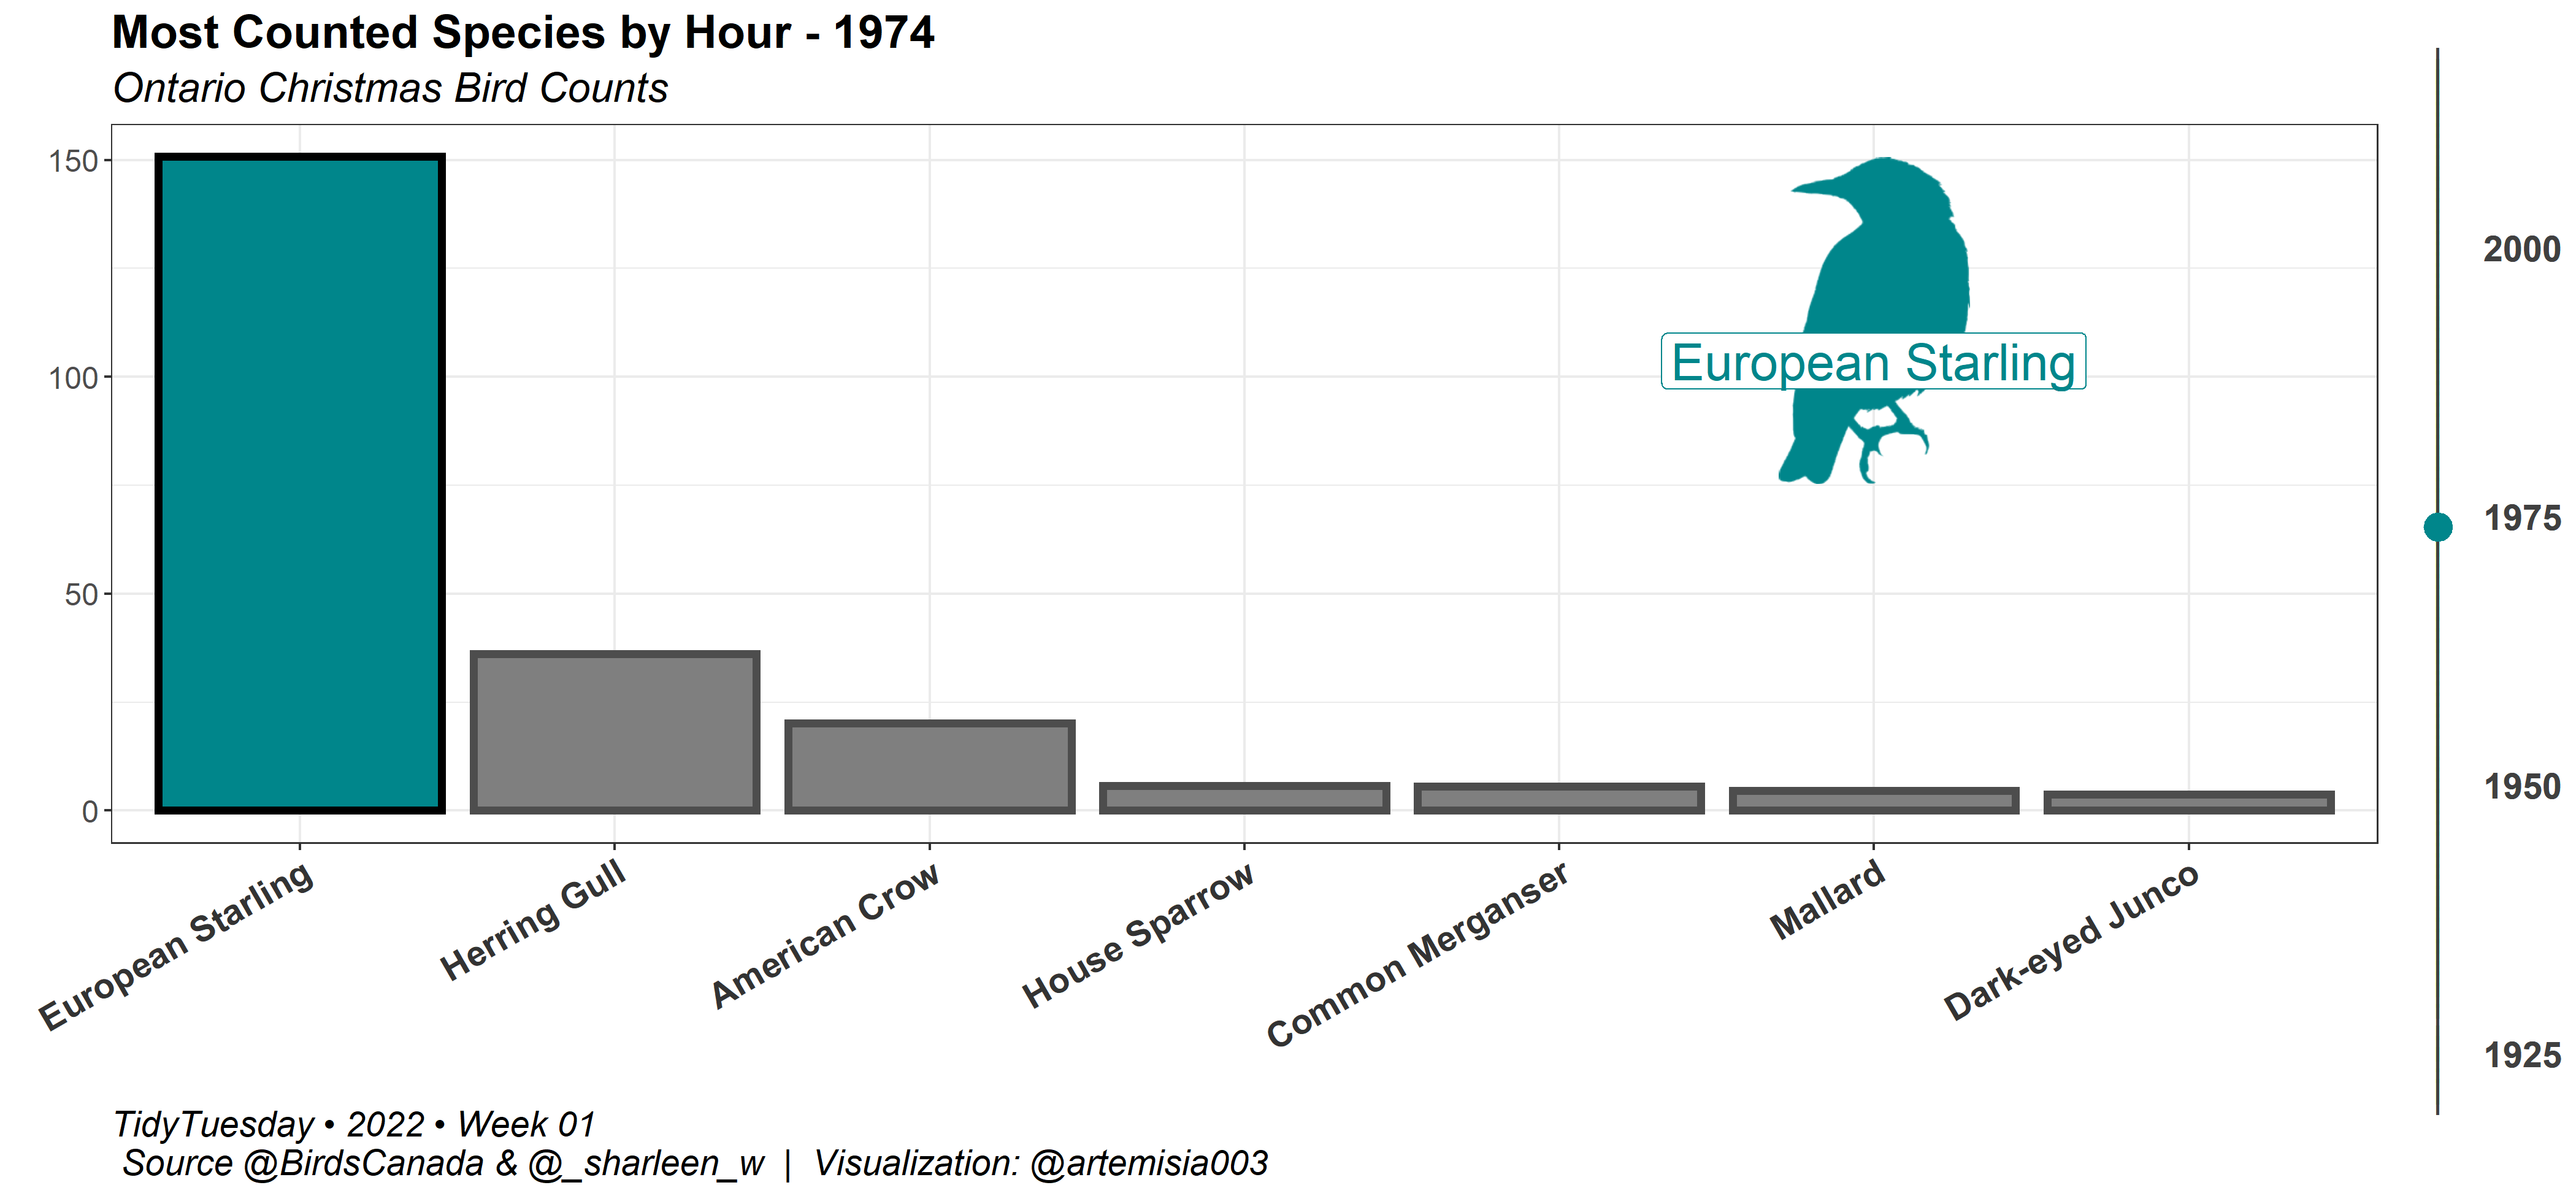 Most Counted Species by Hour - 1974
Ontario Christmas Bird Counts
150
100
50
0
European Starling
2000
1975
1950
1925
European Starling
Herring Gull
American Crow
House Sparrow
Common Merganser
Mallard
Dark-eyed Junco
TidyTuesday • 2022 • Week 01
Source @BirdsCanada & @_sharleen_w | Visualization: @artemisia003